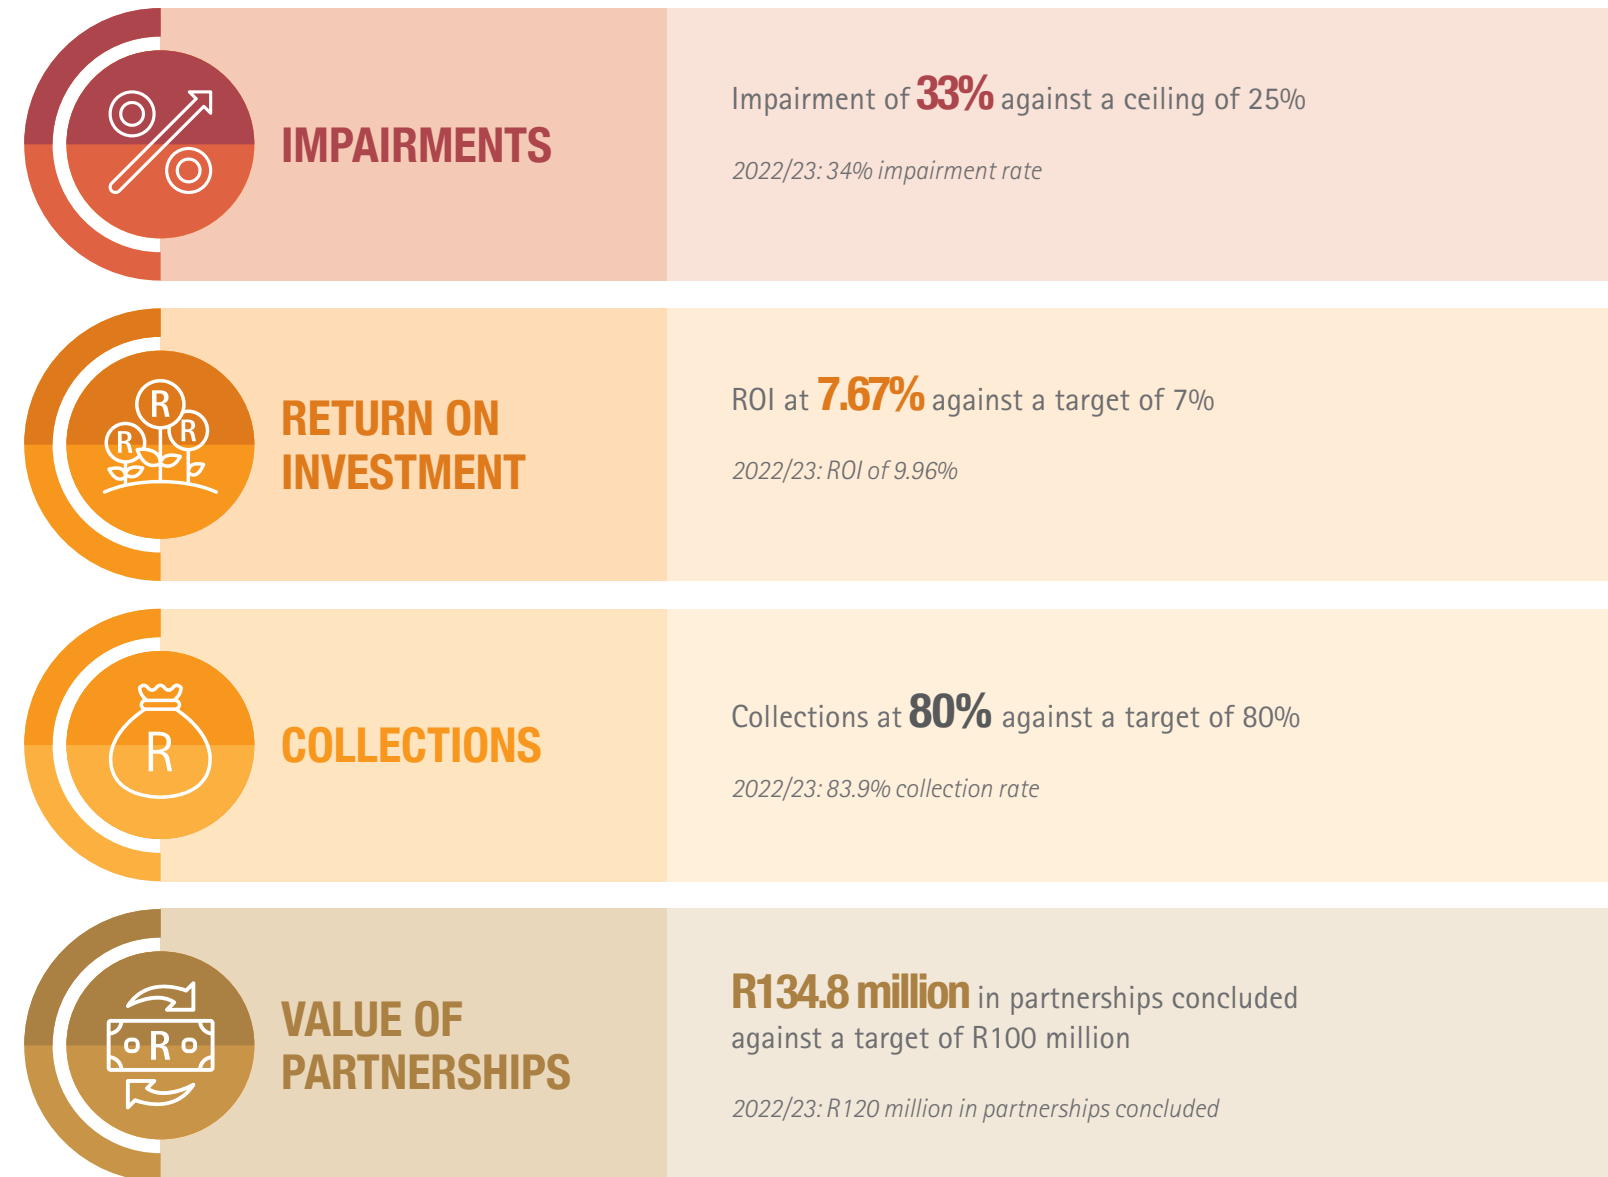 IMPAIRMENTS
Impairment of 33% against a ceiling of 25%
2022/23: 34% impairment rate
R
R
R
RETURN ON
INVESTMENT
ROI at 7.67% against a target of 7%
2022/23: ROI of 9.96%
R
COLLECTIONS
Collections at 80% against a target of 80%
2022/23: 83.9% collection rate
R
VALUE OF
PARTNERSHIPS
R134.8 million in partnerships concluded
against a target of R100 million
2022/23: R120 million in partnerships concluded